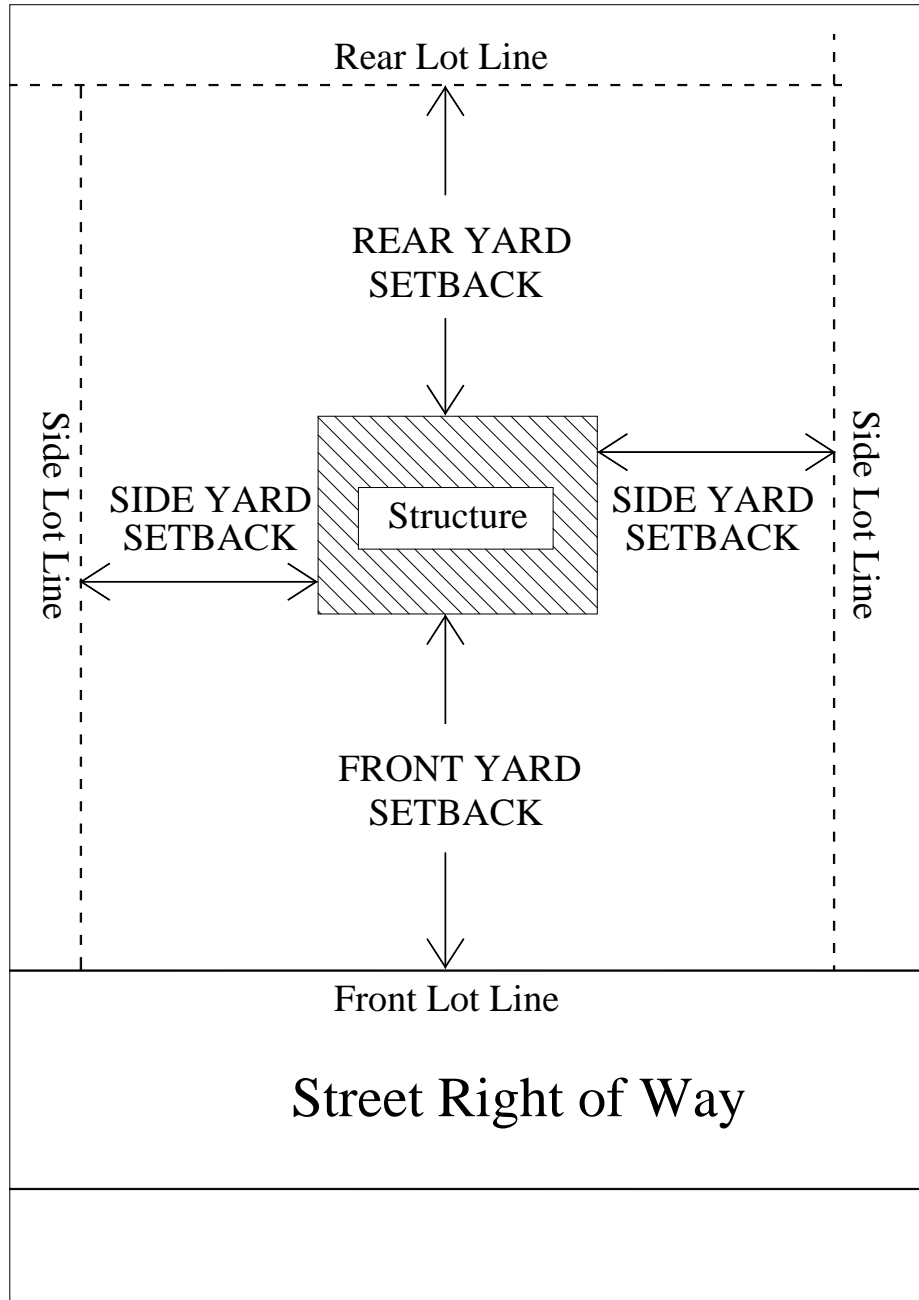 Rear Lot Line
REAR YARD
SETBACK
Side Lot Line
SIDE YARD
SETBACK
Structure
SIDE YARD
SETBACK
Side Lot Line
FRONT YARD
SETBACK
Front Lot Line
Street Right of Way